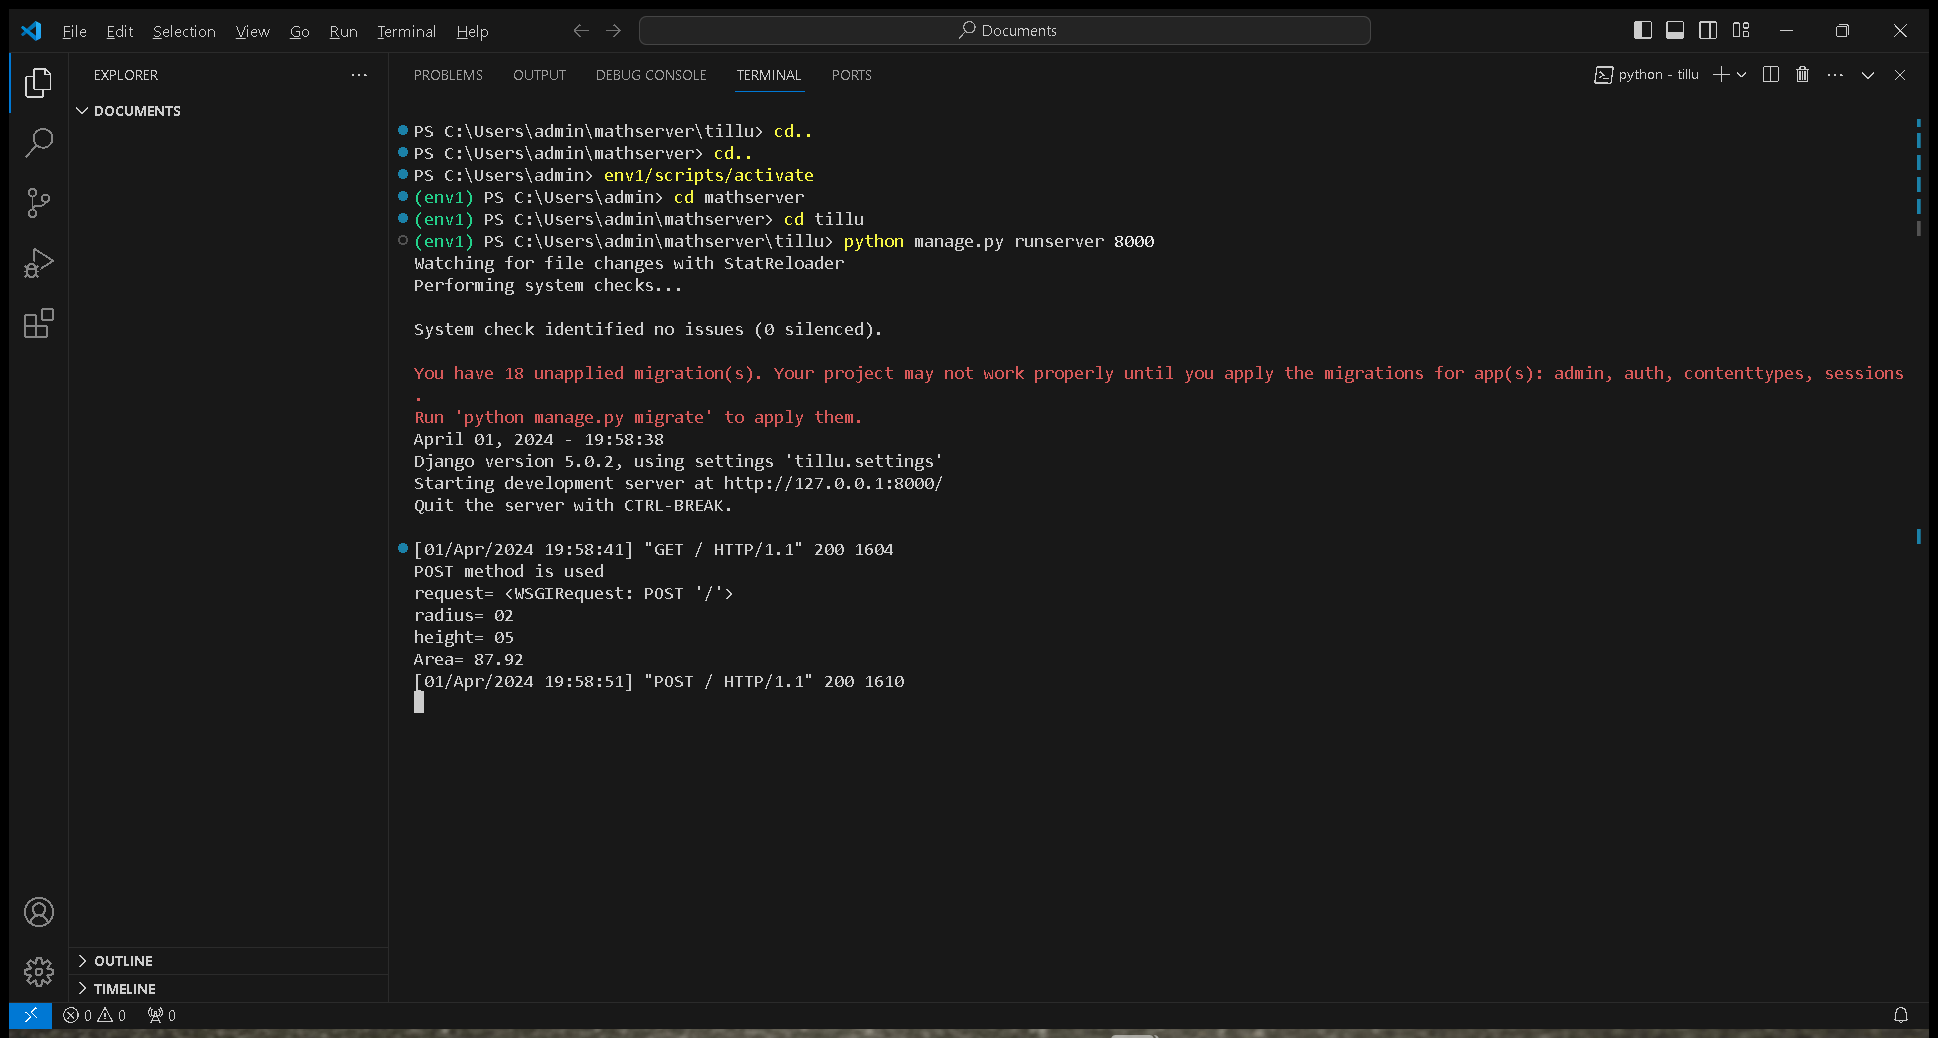 File Edit Selection View Go Run Terminal Help
Documents
EXPLORER
DOCUMENTS
OUTLINE
TIMELINE
PROBLEMS OUTPUT DEBUG CONSOLE TERMINAL PORTS
python - tillu
PS C:\Users\admin\mathserver\tillu> cd..
PS C:\Users\admin\mathserver> cd..
PS C:\Users\admin> env1/scripts/activate
(env1) PS C:\Users\admin> cd mathserver
(env1) PS C:\Users\admin\mathserver> cd tillu
(env1) PS C:\Users\admin\mathserver\tillu> python manage.py runserver 8000
Watching for file changes with StatReloader
Performing system checks...
System check identified no issues (0 silenced).
You have 18 unapplied migration(s). Your project may not work properly until you apply the migrations for app(s): admin, auth, contenttypes, sessions
.
Run 'python manage.py migrate' to apply them.
April 01, 2024 - 19:58:38
Django version 5.0.2, using settings 'tillu.settings'
Starting development server at http://127.0.0.1:8000/
Quit the server with CTRL-BREAK.
[01/Apr/2024 19:58:41] "GET / HTTP/1.1" 200 1604
POST method is used
request= <WSGIRequest: POST '/'>
radius= 02
height= 05
Area= 87.92
[01/Apr/2024 19:58:51] "POST / HTTP/1.1" 200 1610
0 0 0